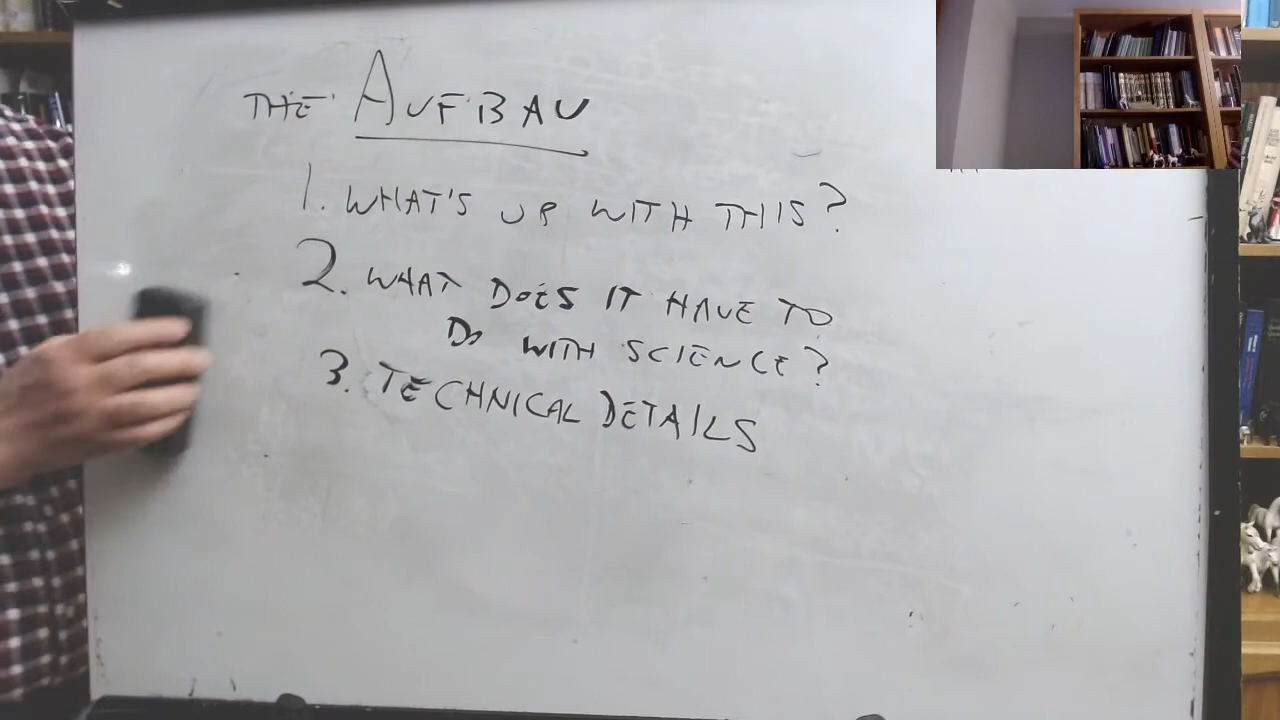 THE AUFBAU
1. WHAT'S UP WITH THIS?
2. WHAT DOES IT HAVE TO
DO WITH SCIENCE?
3. TECHNICAL DETAILS